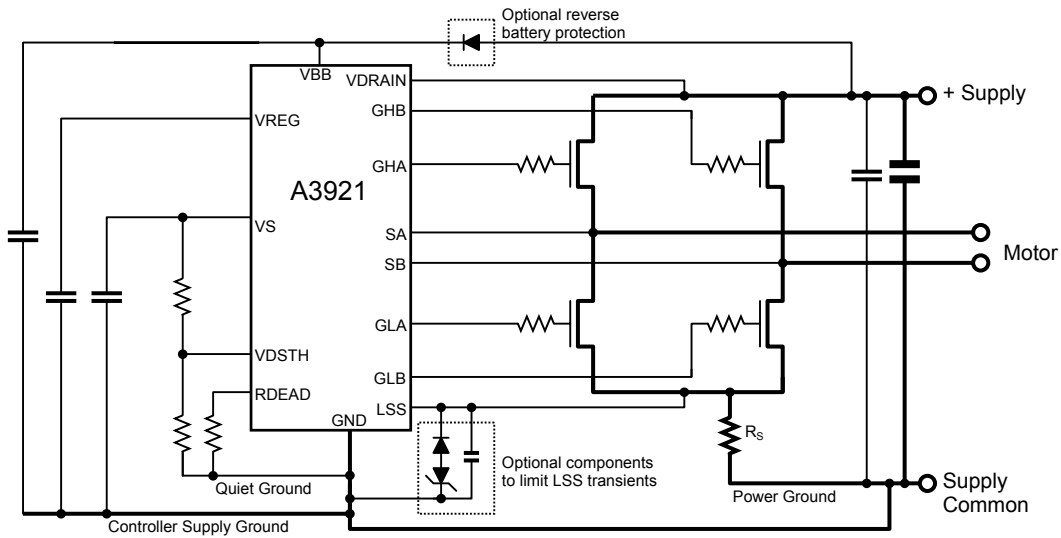 Optional reverse
battery protection
VBB
VDRAIN
GHB
+ Supply
VREG
GHA
A3921
VS
SA
SB
Motor
GLA
VDSTH
GLB
RDEAD
LSS
GND
RS
Optional components
to limit LSS transients
Quiet Ground
Power Ground
Supply
Common
Controller Supply Ground